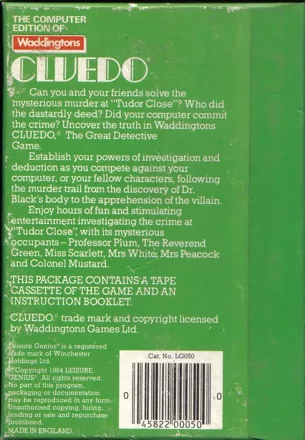 THE COMPUTER
EDITION OF
Waddingtons
CLUEDO®
Can you and your friends solve the
mysterious murder at "Tudor Close"? Who did
the dastardly deed? Did your computer commit
the crime? Uncover the truth in Waddingtons
CLUEDO,® The Great Detective
Game.
Establish your powers of investigation and
deduction as you compete against your
computer, or your fellow characters, following
the murder trail from the discovery of Dr.
Black's body to the apprehension of the villain.
Enjoy hours of fun and stimulating
entertainment investigating the crime at
"Tudor Close", with its mysterious
occupants – Professor Plum, The Reverend
Green, Miss Scarlett, Mrs White, Mrs Peacock
and Colonel Mustard.
THIS PACKAGE CONTAINS A TAPE
CASSETTE OF THE GAME AND AN
INSTRUCTION BOOKLET.
CLUEDO® trade mark and copyright licensed
by Waddingtons Games Ltd.
Leisure Genius® is a registered
trade mark of Winchester
Holdings Ltd.
©Copyright 1984 LEISURE
GENIUS® All rights reserved.
No part of this program,
packaging or documentation
may be reproduced in any form.
Unauthorised copying, hiring,
lending or sale and repurchase
prohibited.
MADE IN ENGLAND.
Cat. No. LG050
0 45822 00050 0